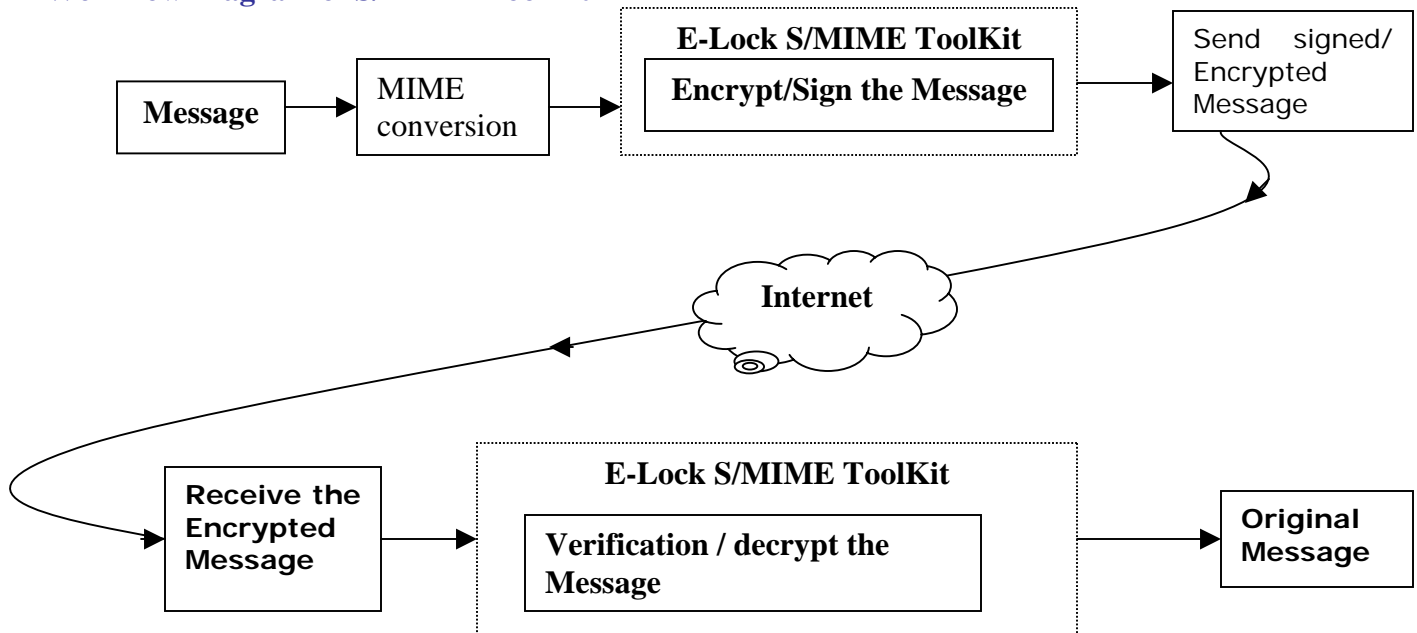 E-Lock S/MIME ToolKit
Send signed/
Encrypted
Message
Encrypt/Sign the Message
MIME
conversion
Message
Internet
E-Lock S/MIME ToolKit
Receive the
Encrypted
Message
Verification / decrypt the
Message
Original
Message